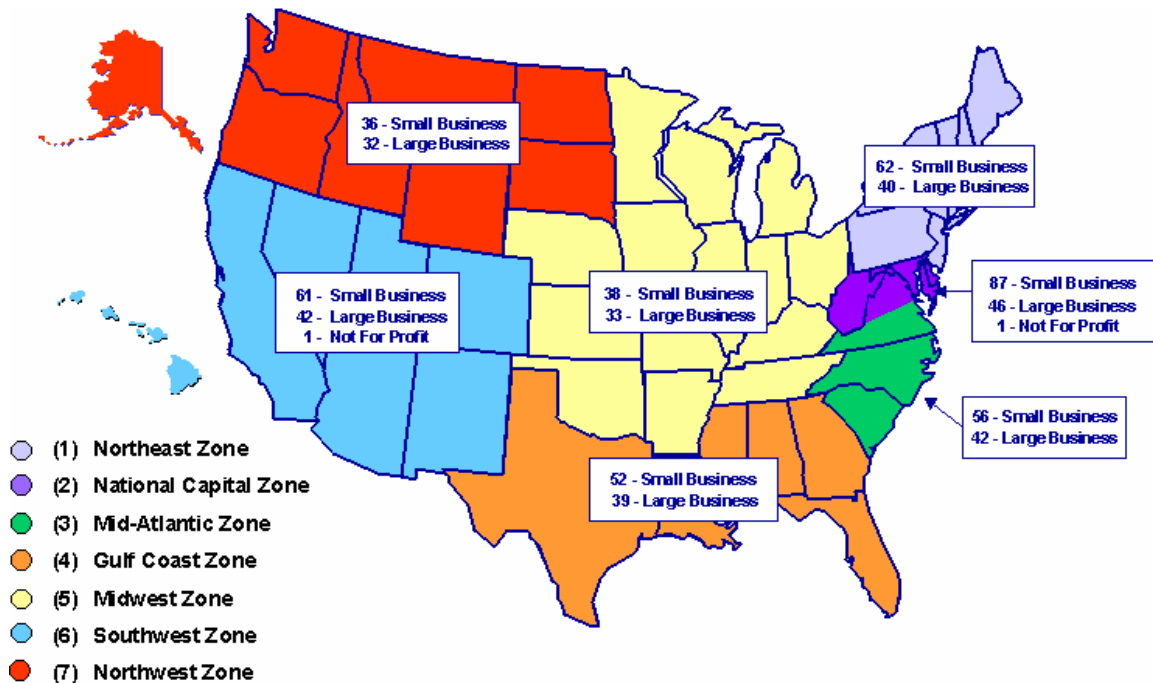 36 - Small Business
32 - Large Business
62 - Small Business
40 - Large Business
61 - Small Business
42 - Large Business
1 - Not For Profit
38 - Small Business
33 - Large Business
87 - Small Business
46 - Large Business
1 - Not For Profit
56 - Small Business
42 - Large Business
52 - Small Business
39 - Large Business
(1) Northeast Zone
(2) National Capital Zone
(3) Mid-Atlantic Zone
(4) Gulf Coast Zone
(5) Midwest Zone
(6) Southwest Zone
(7) Northwest Zone